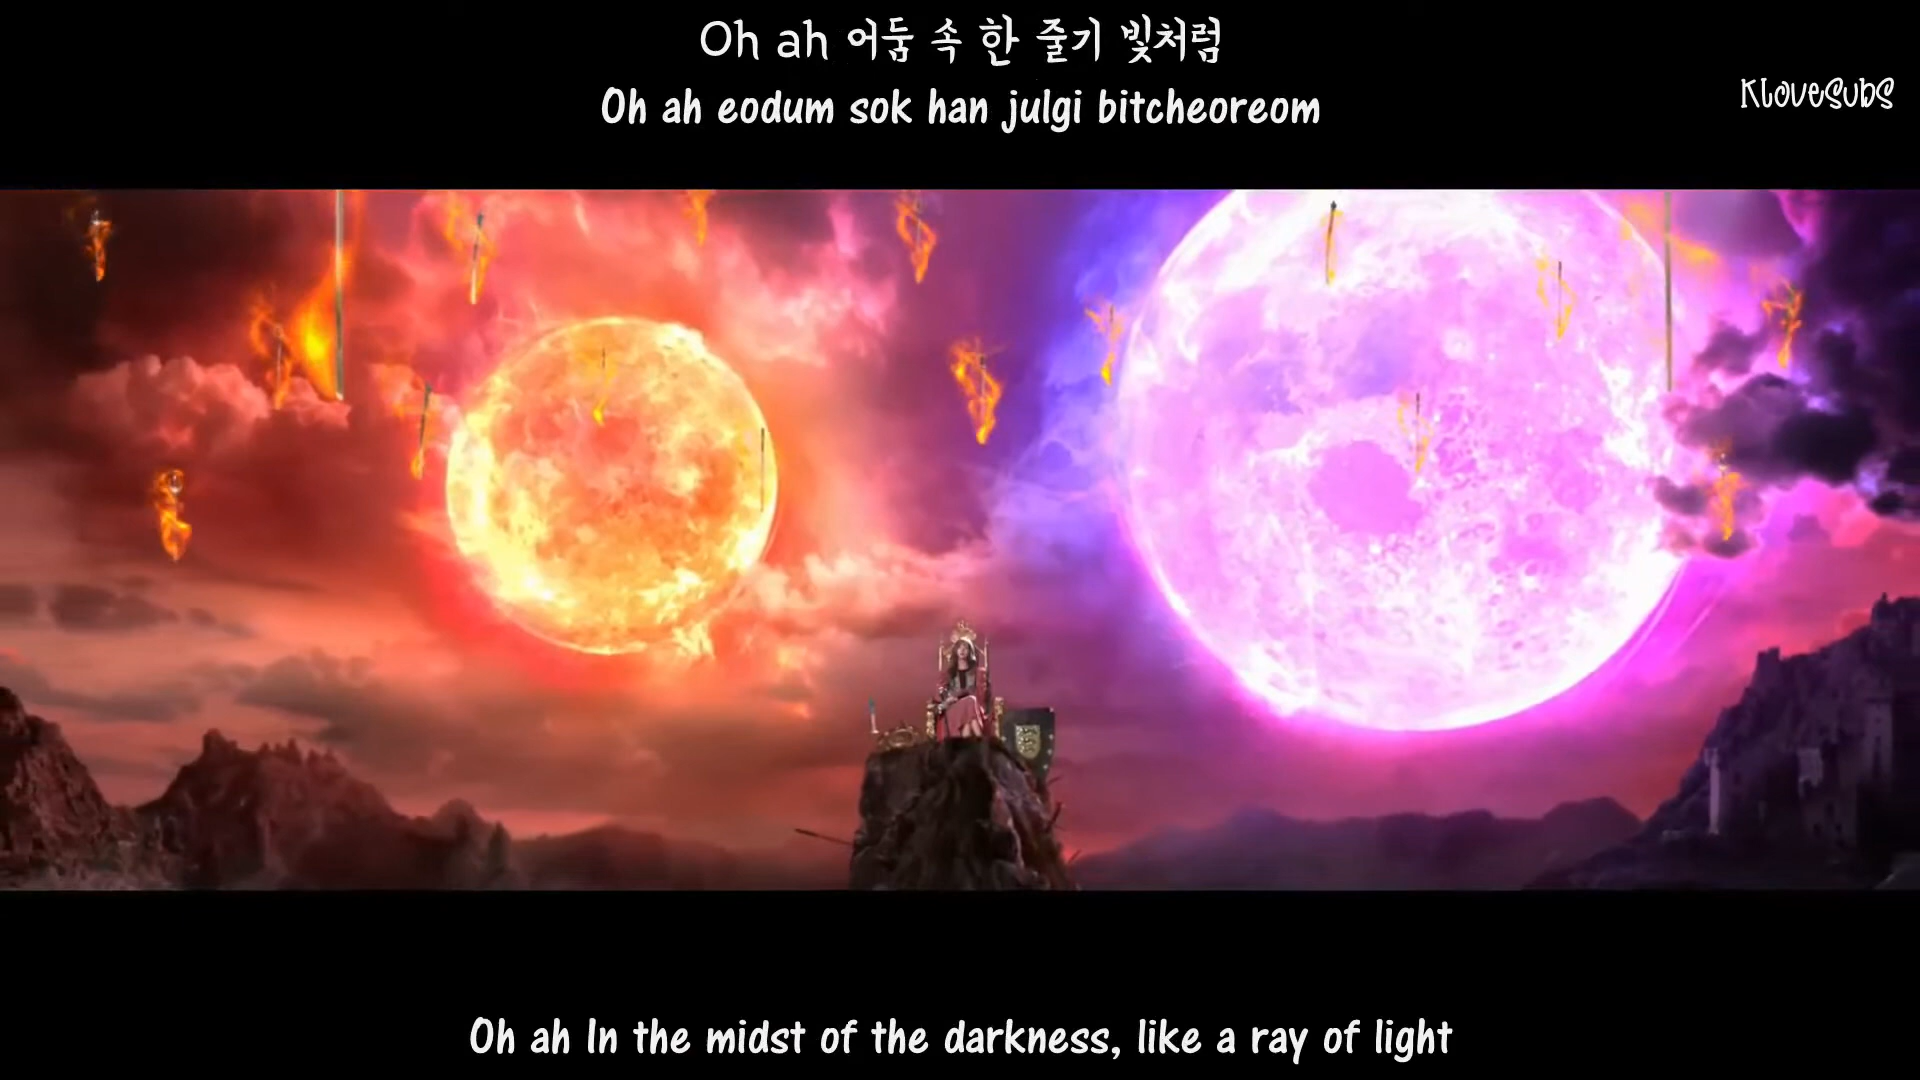 Oh ah 어둠 속 한 줄기 빛처럼
Oh ah eodum sok han julgi bitcheoreom
KLoveSubs
Oh ah In the midst of the darkness, like a ray of light